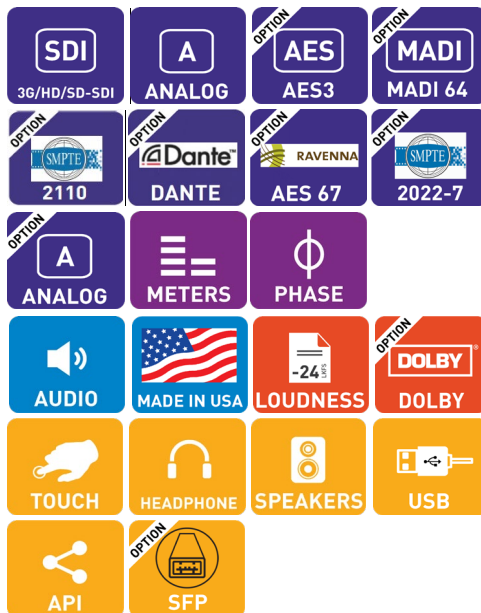 SDI
3G/HD/SD-SDI
A
ANALOG
OPTION
AES
AES3
OPTION
MADI
MADI 64
OPTION
SMPTE
2110
OPTION
Dante™
DANTE
OPTION
RAVENNA
AES 67
OPTION
SMPTE
2022-7
OPTION
A
ANALOG
METERS
PHASE
AUDIO
MADE IN USA
-24 LKFS
LOUDNESS
OPTION
DOLBY®
DOLBY
TOUCH
HEADPHONE
SPEAKERS
USB
API
OPTION
SFP